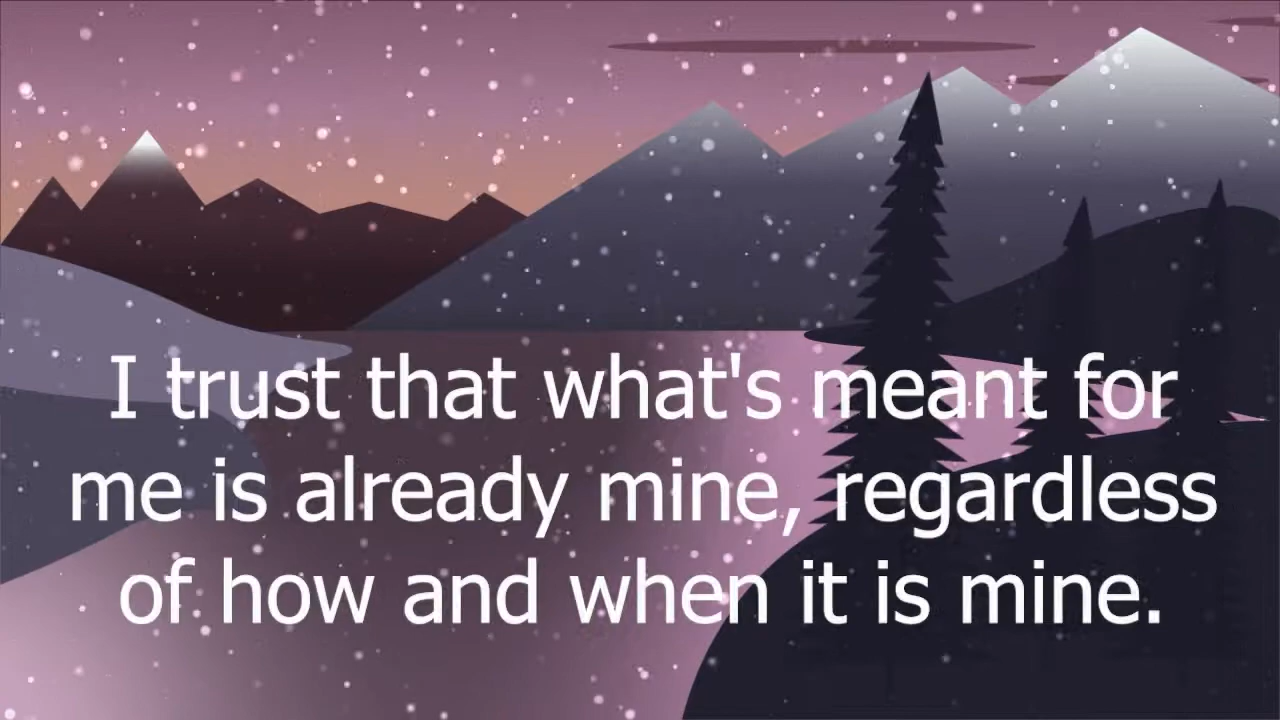 I trust that what's meant for
me is already mine, regardless
of how and when it is mine.